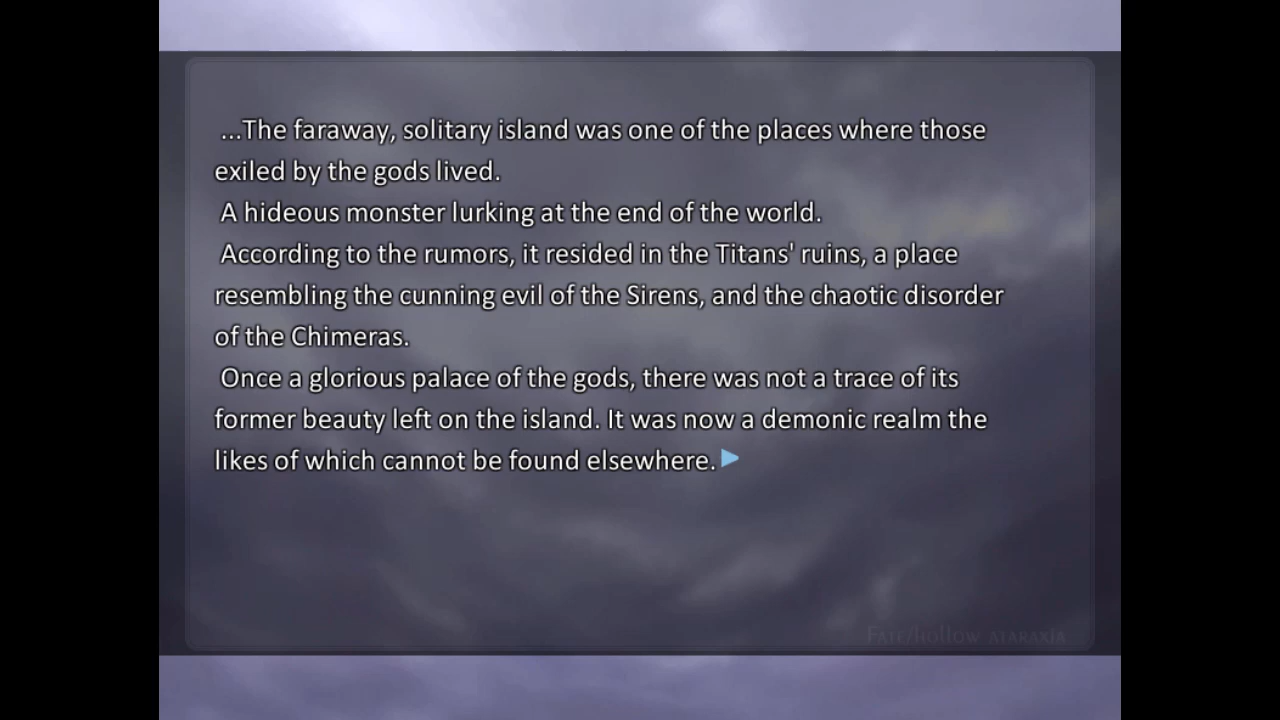 ...The faraway, solitary island was one of the places where those
exiled by the gods lived.
A hideous monster lurking at the end of the world.
According to the rumors, it resided in the Titans' ruins, a place
resembling the cunning evil of the Sirens, and the chaotic disorder
of the Chimeras.
Once a glorious palace of the gods, there was not a trace of its
former beauty left on the island. It was now a demonic realm the
likes of which cannot be found elsewhere.
Fate/hollow ataraxia